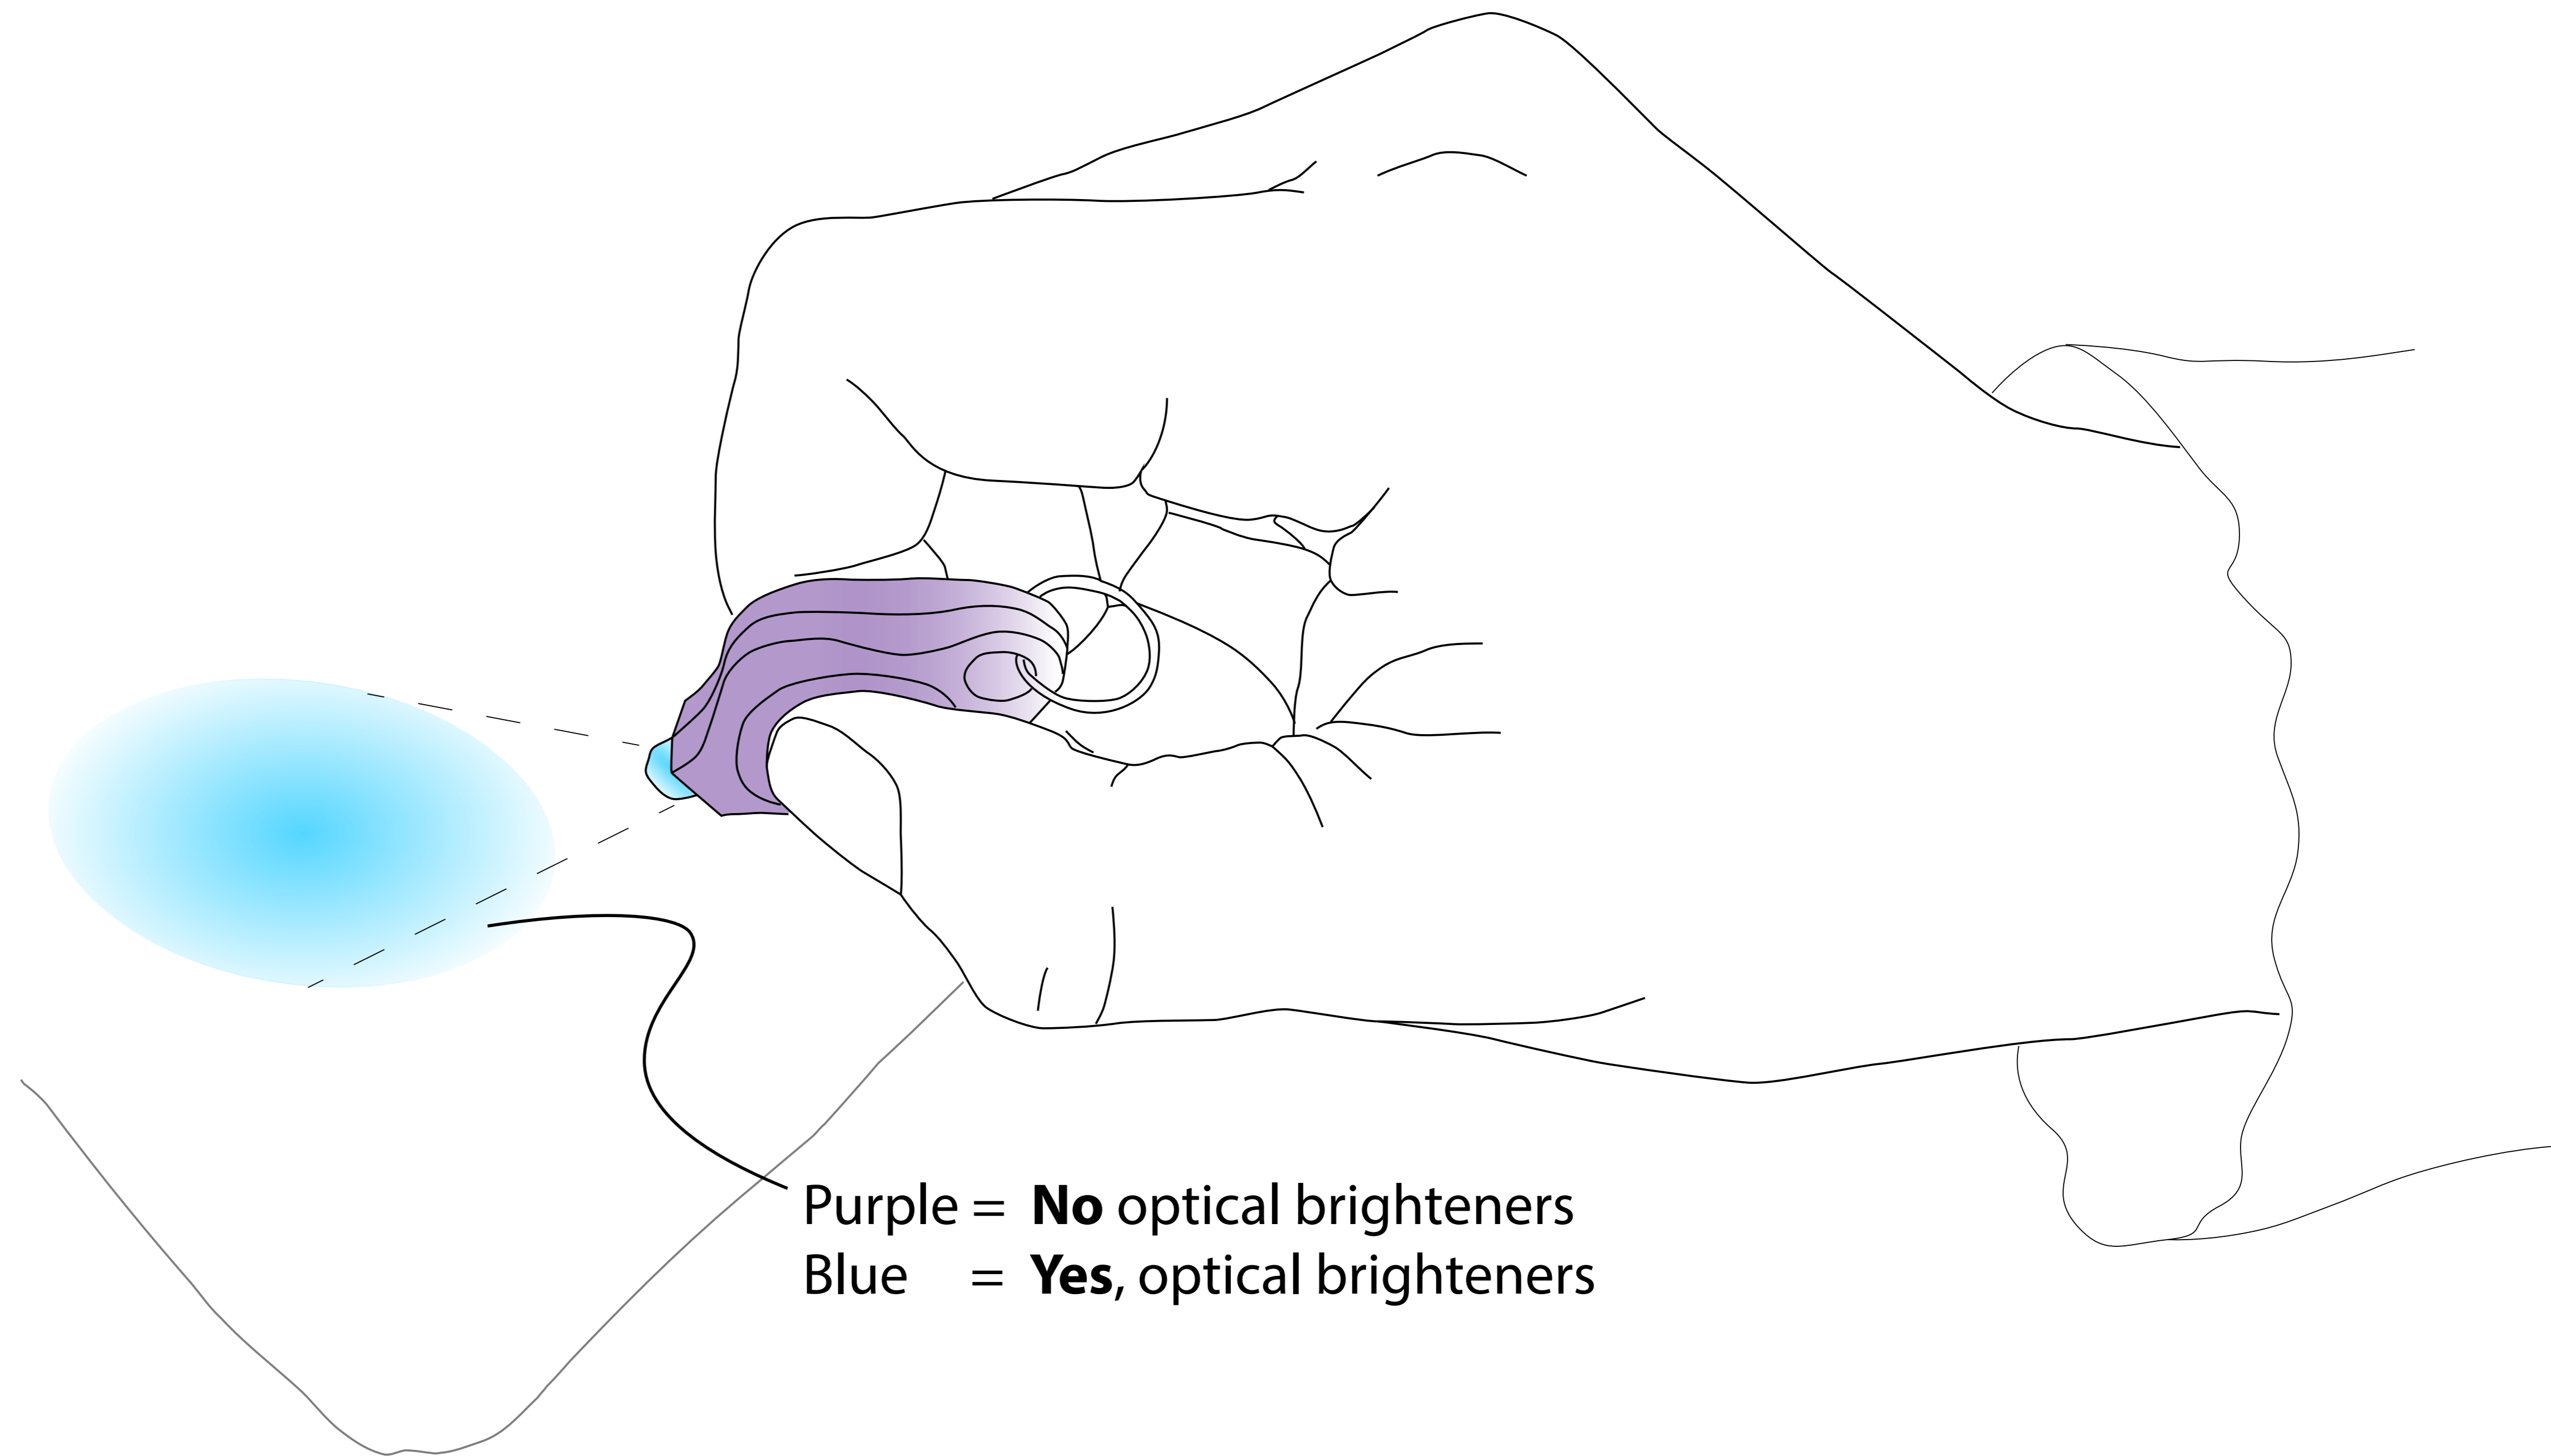 Purple = No optical brighteners
Blue = Yes, optical brighteners